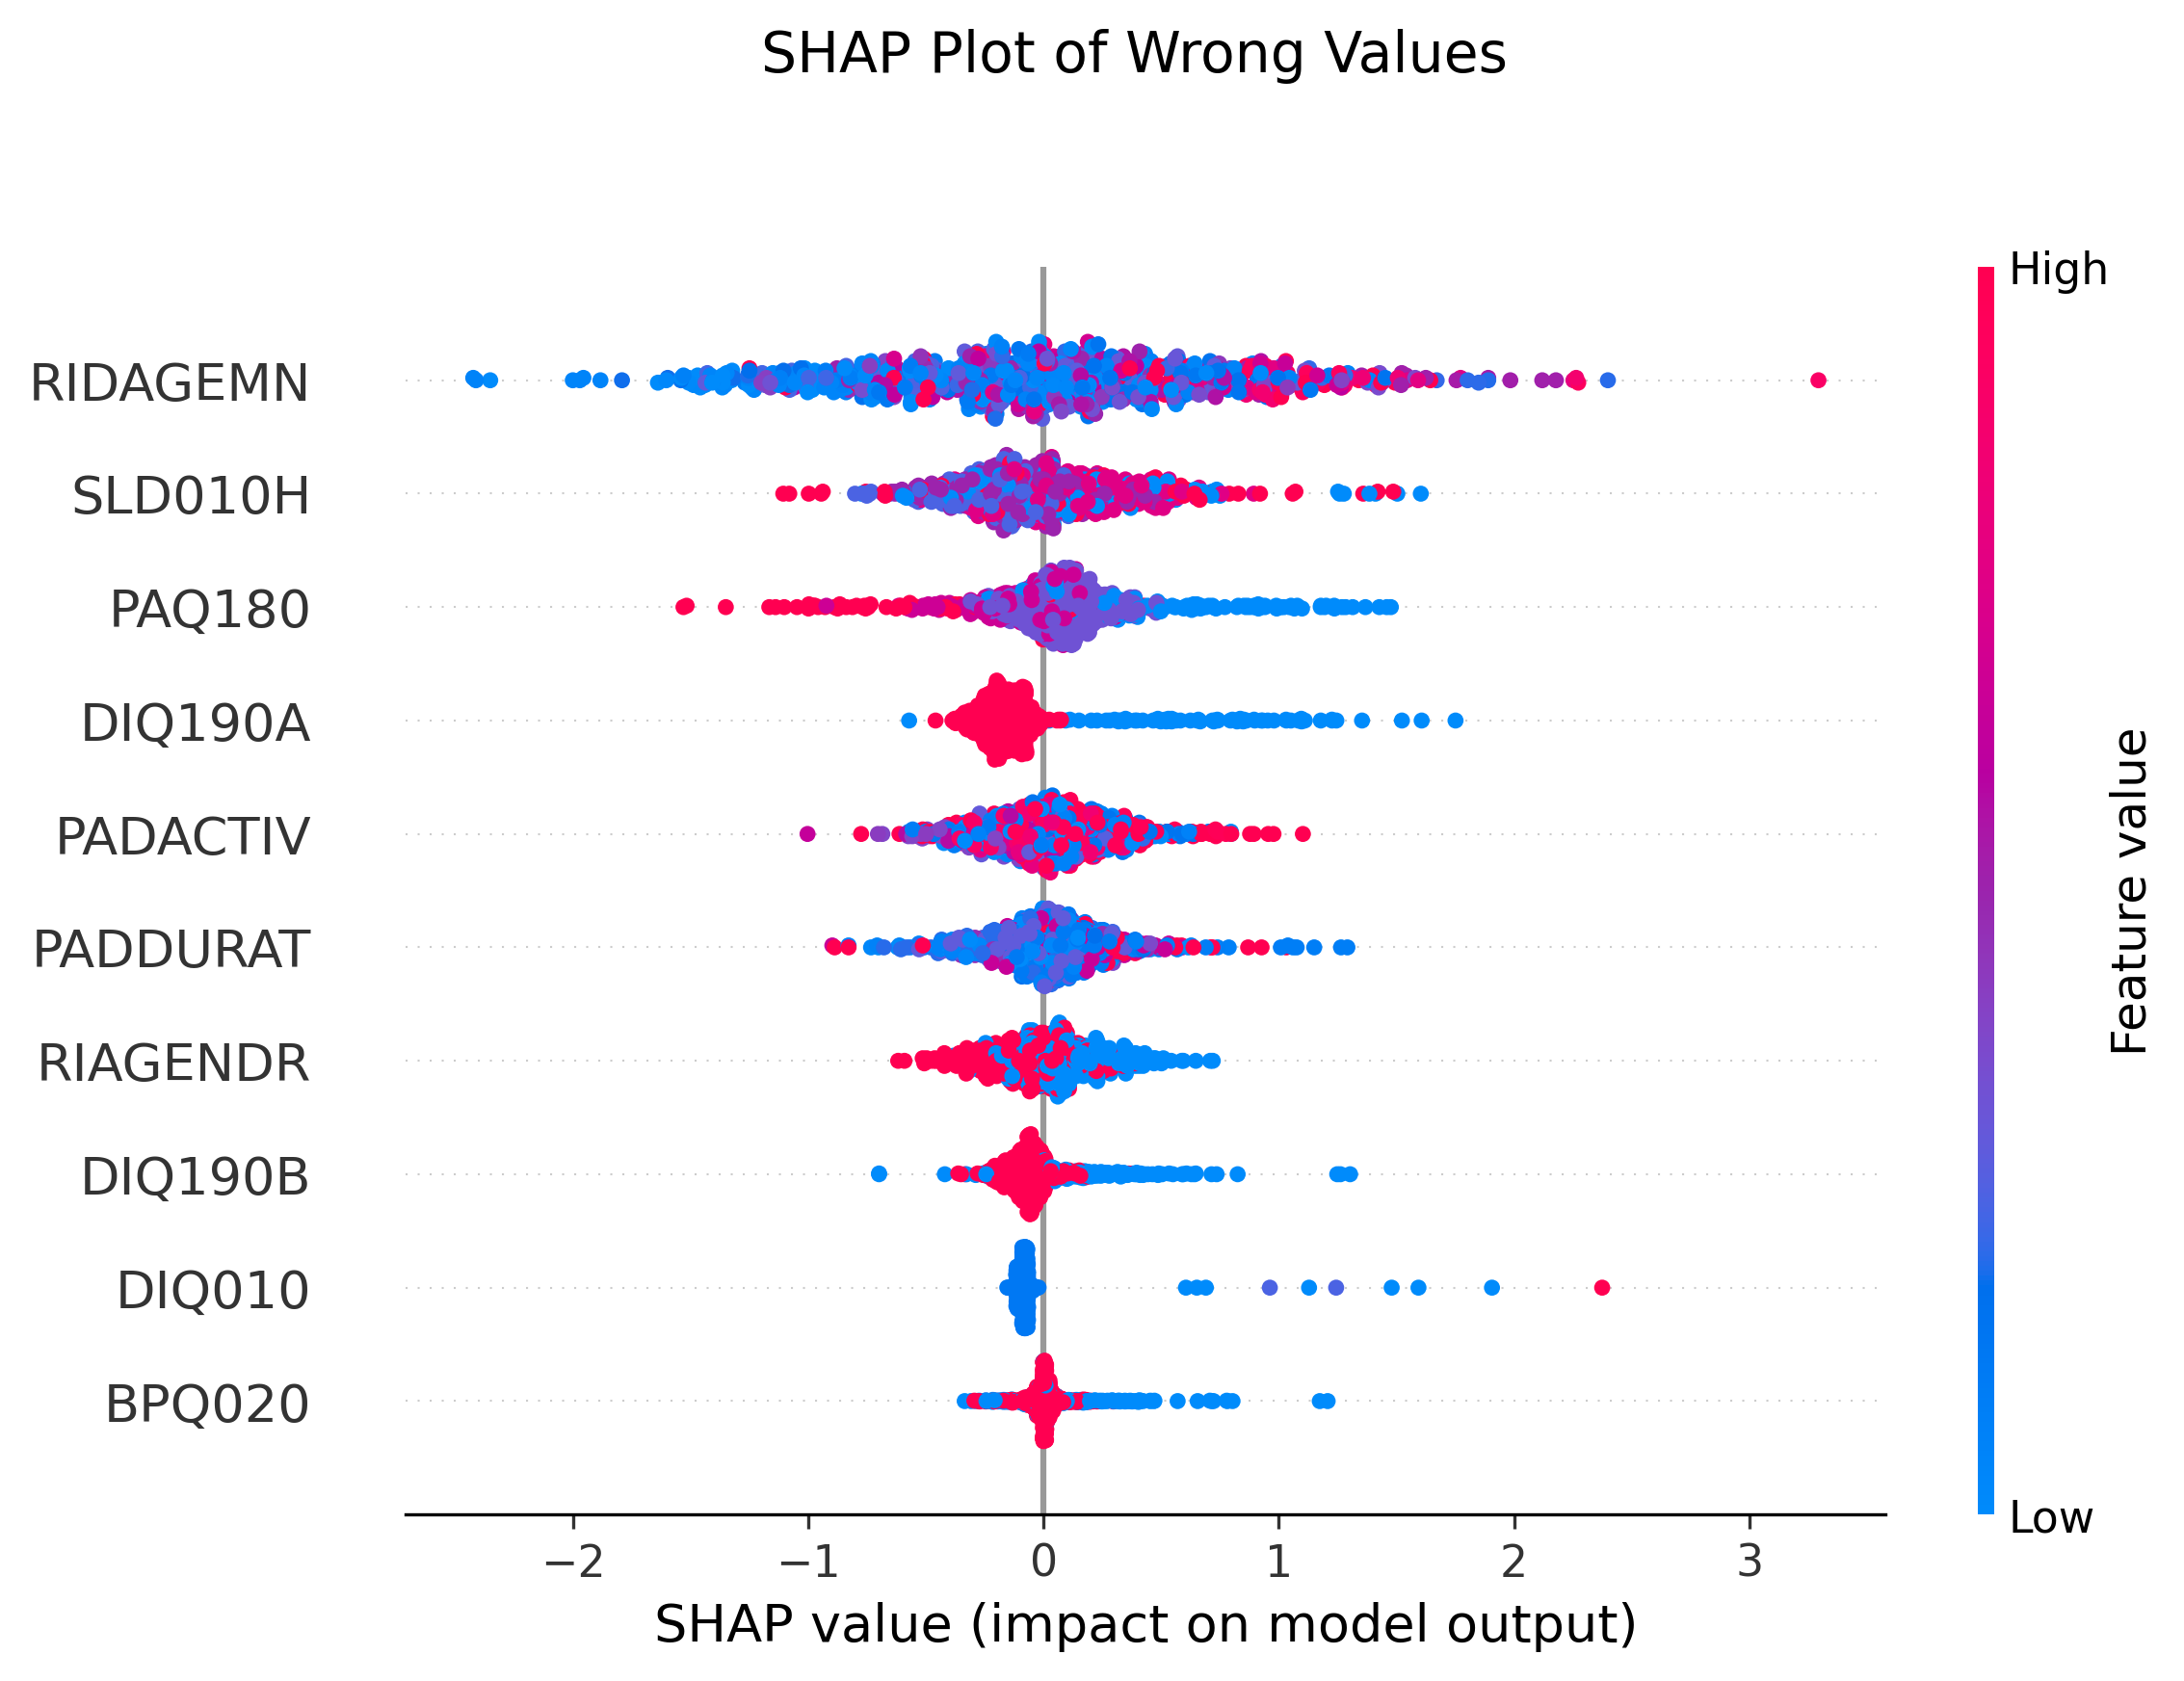 SHAP Plot of Wrong Values
High
RIDAGEMN
SLD010H
PAQ180
DIQ190A
PADACTIV
PADDURAT
RIAGENDR
DIQ190B
DIQ010
BPQ020
Feature value
Low
−2 −1 0 1 2 3
SHAP value (impact on model output)